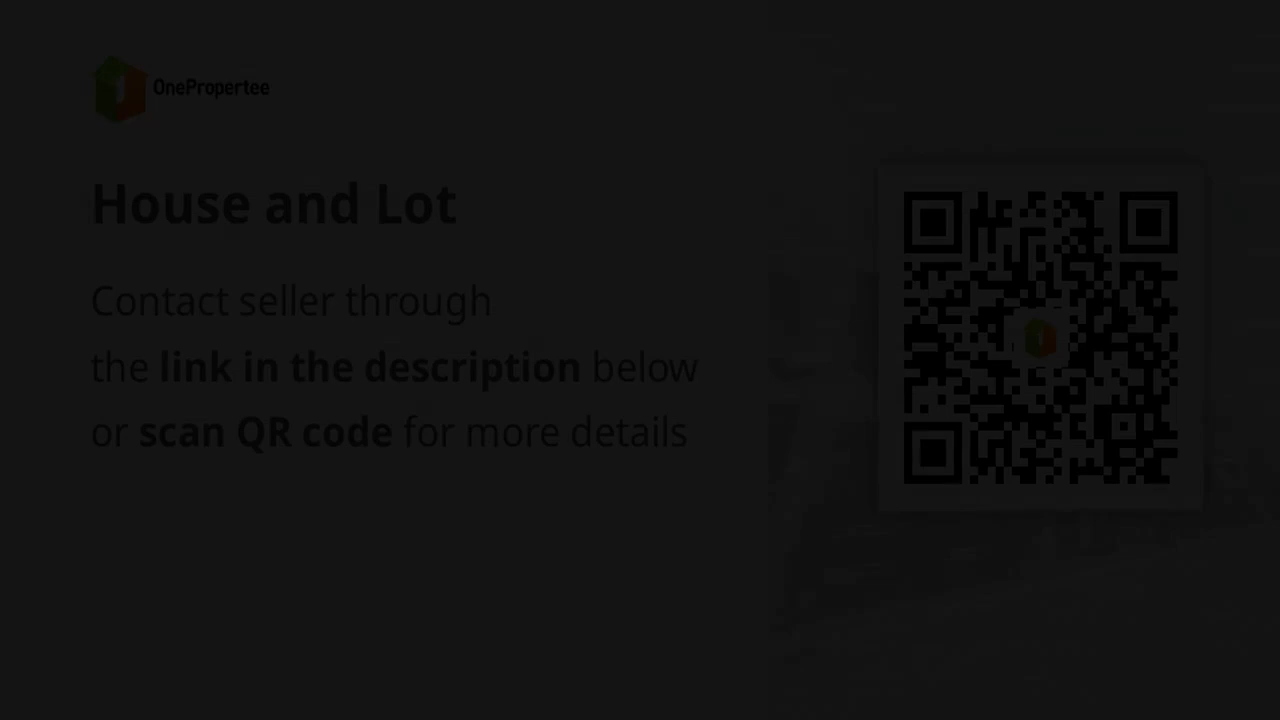 OnePropertee
House and Lot
Contact seller through
the link in the description below
or scan QR code for more details